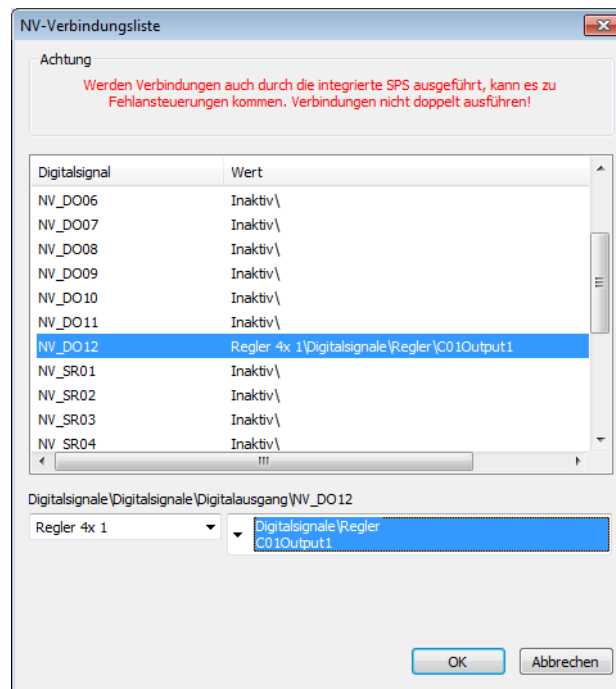 NV-Verbindungsliste
Achtung
Werden Verbindungen auch durch die integrierte SPS ausgeführt, kann es zu
Fehlansteuerungen kommen. Verbindungen nicht doppelt ausführen!
Digitalsignal Wert
NV_DO06 Inaktiv\
NV_DO07 Inaktiv\
NV_DO08 Inaktiv\
NV_DO09 Inaktiv\
NV_DO10 Inaktiv\
NV_DO11 Inaktiv\
NV_DO12 Regler 4x 1\Digitalsignale\Regler\C01Output1
NV_SR01 Inaktiv\
NV_SR02 Inaktiv\
NV_SR03 Inaktiv\
NV_SR04 Inaktiv\
Digitalsignale\Digitalsignale\Digitalausgang\NV_DO12
Regler 4x 1 Digitalsignale\Regler
C01Output1
OK Abbrechen